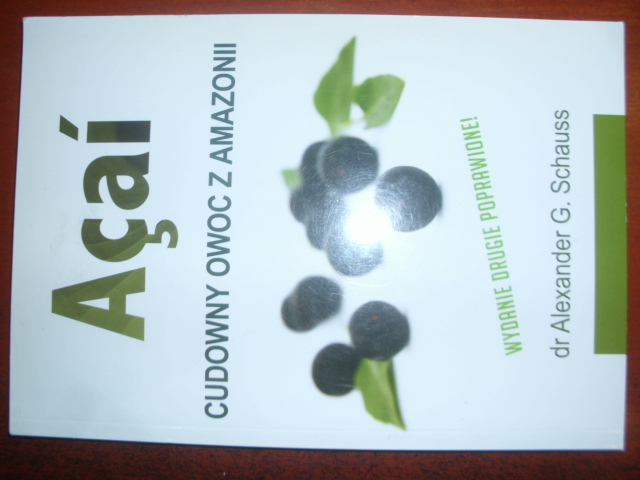 Açaí
CUDOWNY OWOC Z AMAZONII
WYDANIE DRUGIE POPRAWIONE!
dr Alexander G. Schauss